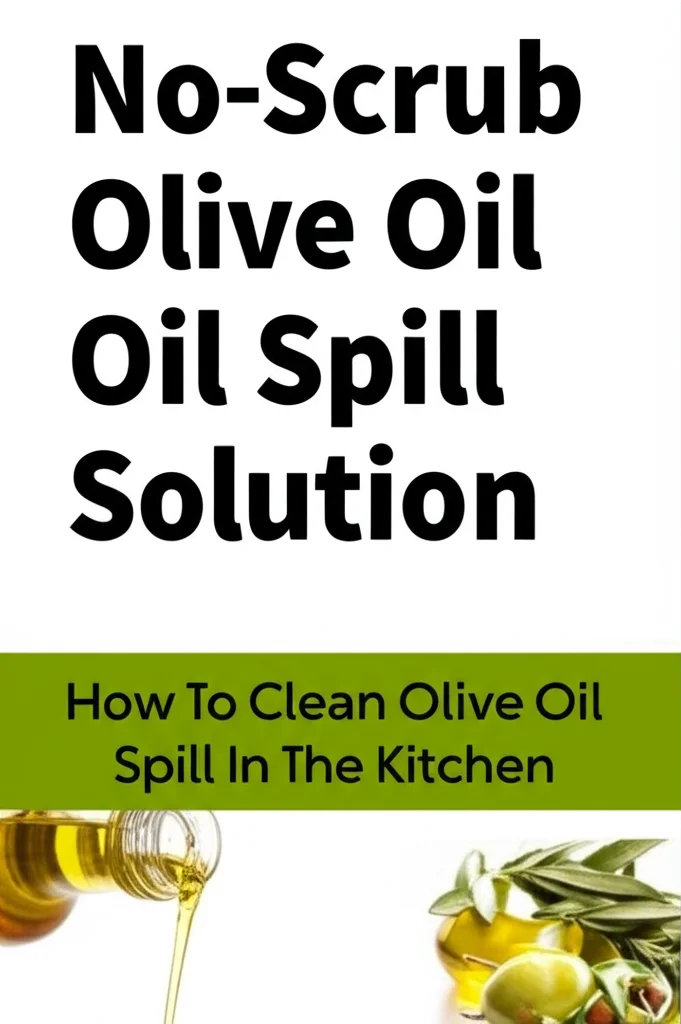 No-Scrub
Olive Oil
Oil Spill
Solution
How To Clean Olive Oil
Spill In The Kitchen